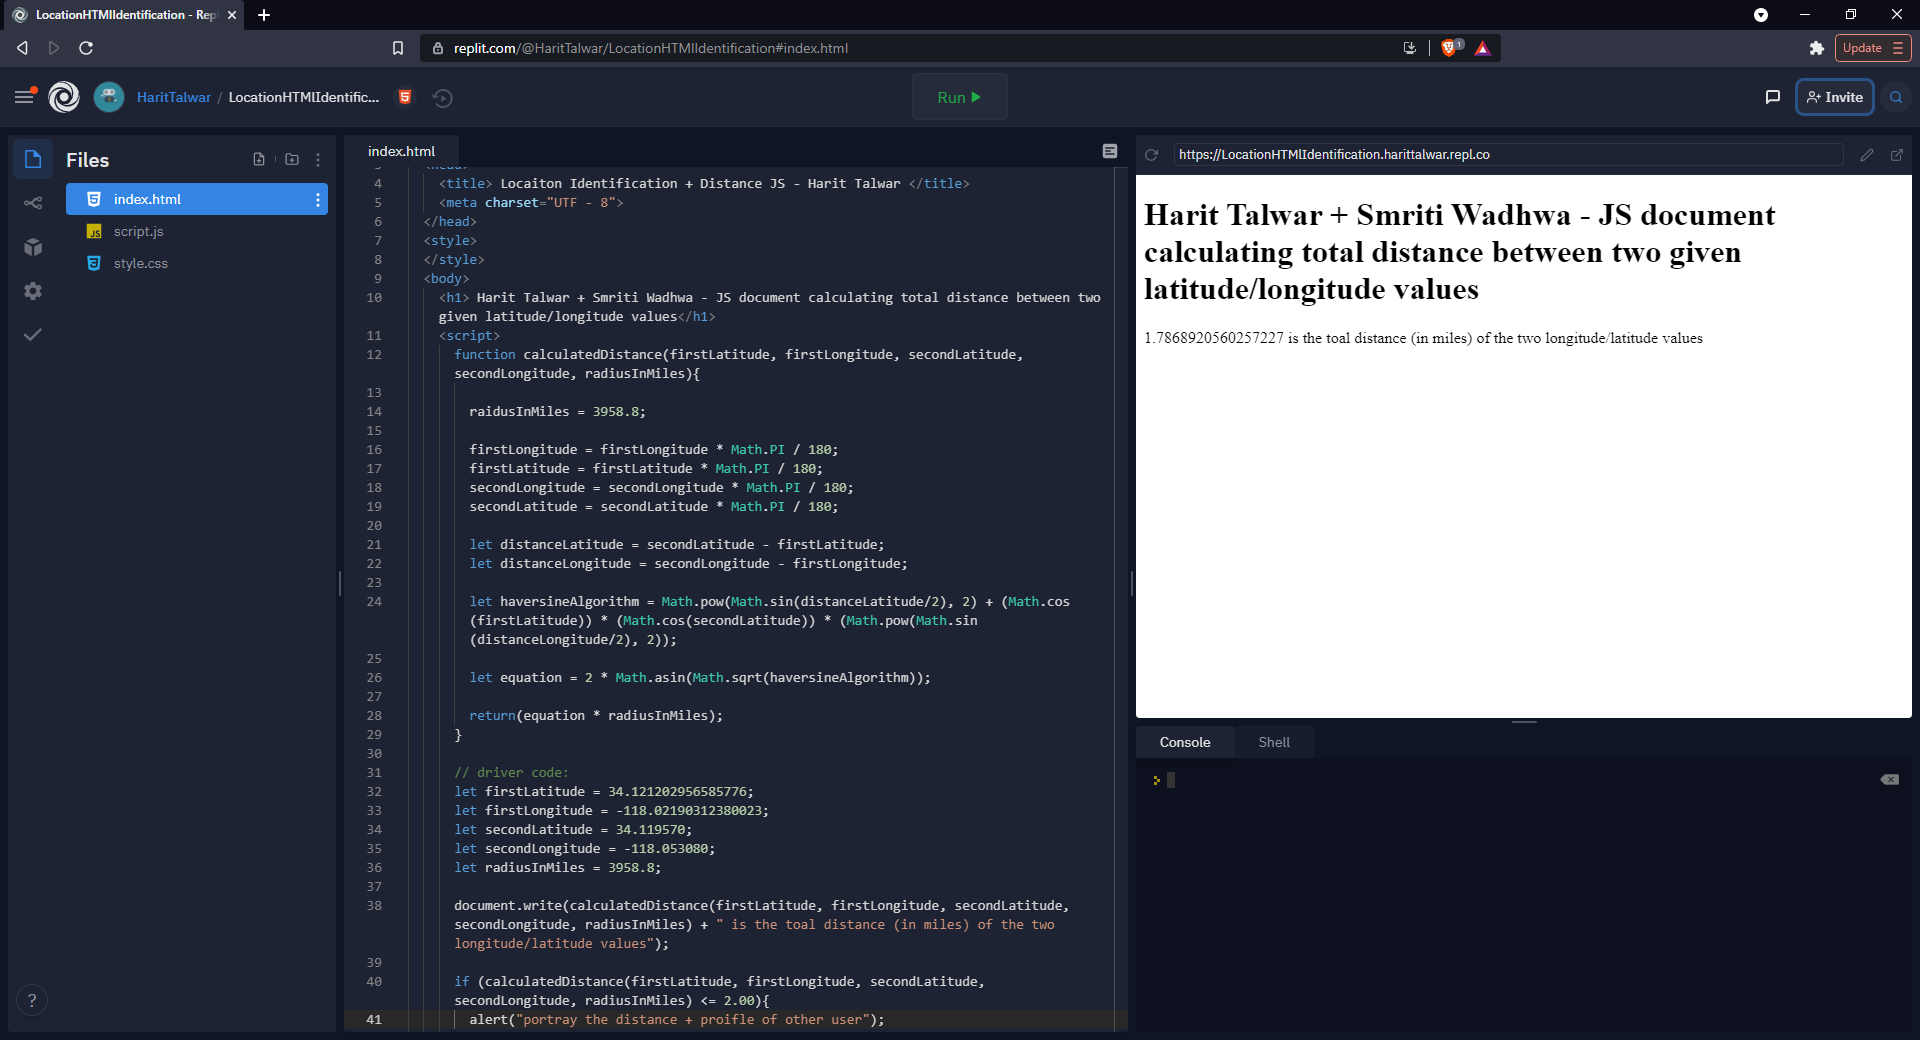 LocationHTMlIdentification - Rep
replit.com/@HaritTalwar/LocationHTMlIdentification#index.html
1
Update
HaritTalwar / LocationHTMlIdentific...
5
Run
Invite
Files
index.html
script.js
style.css
?
index.html
4 <title> Locaiton Identification + Distance JS - Harit Talwar </title>
5 <meta charset="UTF - 8">
6 </head>
7 <style>
8 </style>
9 <body>
10 <h1> Harit Talwar + Smriti Wadhwa - JS document calculating total distance between two
given latitude/longitude values</h1>
11 <script>
12 function calculatedDistance(firstLatitude, firstLongitude, secondLatitude,
secondLongitude, radiusInMiles){
13
14 raidusInMiles = 3958.8;
15
16 firstLongitude = firstLongitude * Math.PI / 180;
17 firstLatitude = firstLatitude * Math.PI / 180;
18 secondLongitude = secondLongitude * Math.PI / 180;
19 secondLatitude = secondLatitude * Math.PI / 180;
20
21 let distanceLatitude = secondLatitude - firstLatitude;
22 let distanceLongitude = secondLongitude - firstLongitude;
23
24 let haversineAlgorithm = Math.pow(Math.sin(distanceLatitude/2), 2) + (Math.cos
(firstLatitude)) * (Math.cos(secondLatitude)) * (Math.pow(Math.sin
(distanceLongitude/2), 2));
25
26 let equation = 2 * Math.asin(Math.sqrt(haversineAlgorithm));
27
28 return(equation * radiusInMiles);
29 }
30
31 // driver code:
32 let firstLatitude = 34.121202956585776;
33 let firstLongitude = -118.02190312380023;
34 let secondLatitude = 34.119570;
35 let secondLongitude = -118.053080;
36 let radiusInMiles = 3958.8;
37
38 document.write(calculatedDistance(firstLatitude, firstLongitude, secondLatitude,
secondLongitude, radiusInMiles) + " is the toal distance (in miles) of the two
longitude/latitude values");
39
40 if (calculatedDistance(firstLatitude, firstLongitude, secondLatitude,
secondLongitude, radiusInMiles) <= 2.00){
41 alert("portray the distance + proifle of other user");
https://LocationHTMlIdentification.harittalwar.repl.co
Harit Talwar + Smriti Wadhwa - JS document
calculating total distance between two given
latitude/longitude values
1.7868920560257227 is the toal distance (in miles) of the two longitude/latitude values
Console
Shell